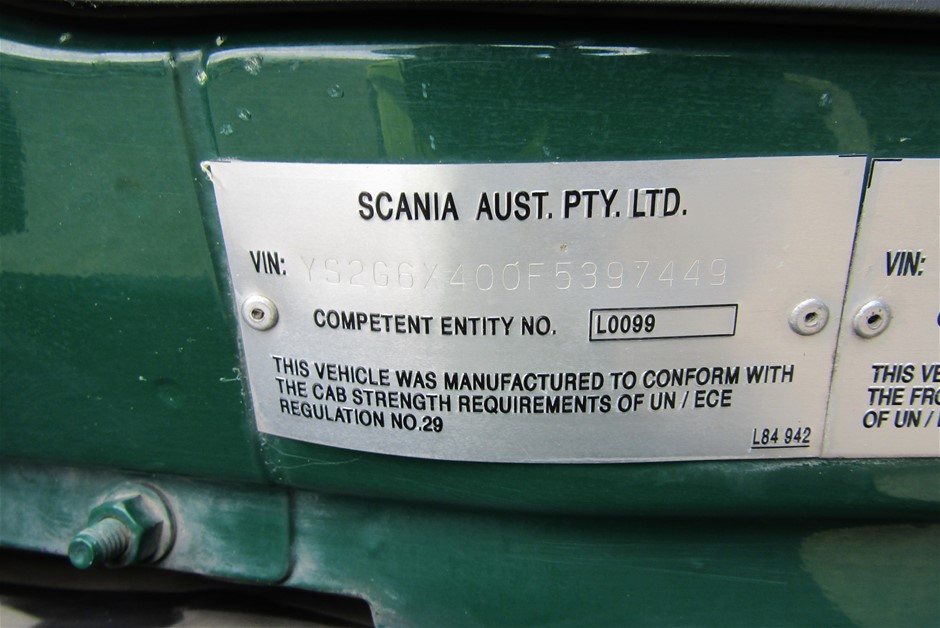 SCANIA AUST. PTY. LTD.
VIN: YS2G6X400F5397449
COMPETENT ENTITY NO. L0099
THIS VEHICLE WAS MANUFACTURED TO CONFORM WITH
THE CAB STRENGTH REQUIREMENTS OF UN / ECE
REGULATION NO.29
L84 942
VIN:
THIS VE
THE FRO
OF UN /